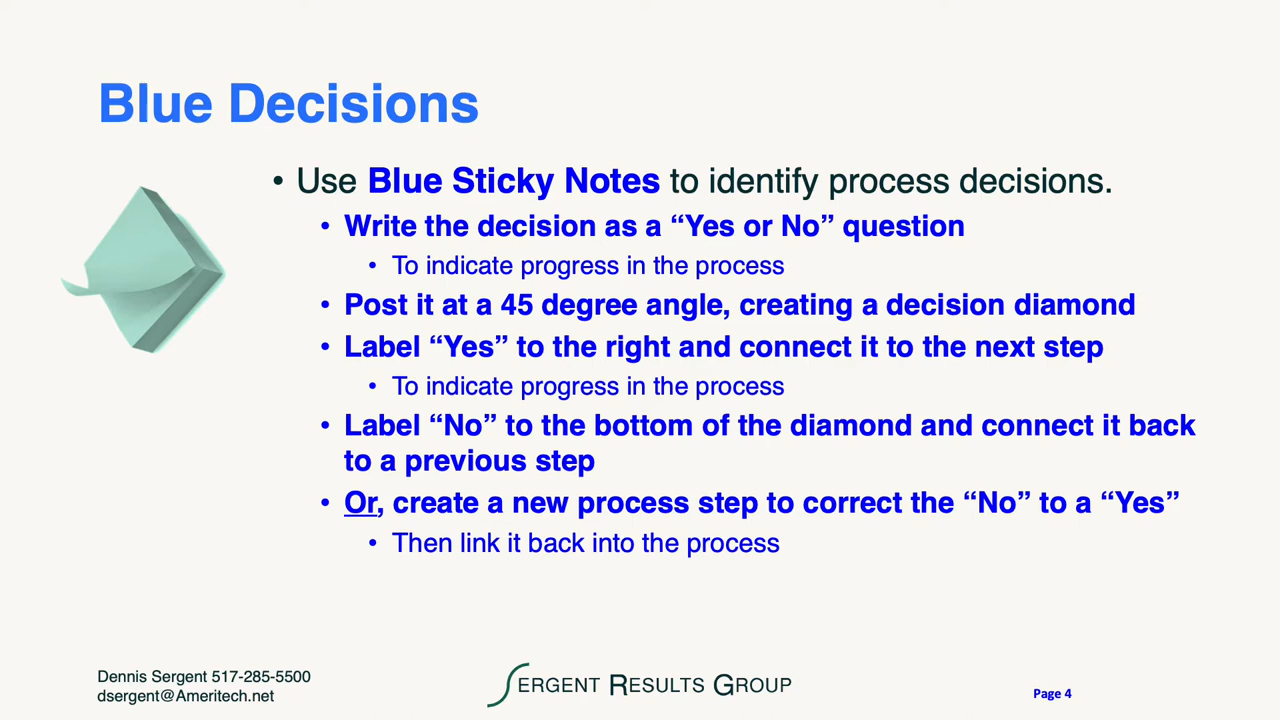 Blue Decisions
• Use Blue Sticky Notes to identify process decisions.
• Write the decision as a “Yes or No” question
• To indicate progress in the process
• Post it at a 45 degree angle, creating a decision diamond
• Label “Yes” to the right and connect it to the next step
• To indicate progress in the process
• Label “No” to the bottom of the diamond and connect it back
to a previous step
• Or, create a new process step to correct the “No” to a “Yes”
• Then link it back into the process
Dennis Sergent 517-285-5500
dsergent@Ameritech.net
SERGENT RESULTS GROUP
Page 4